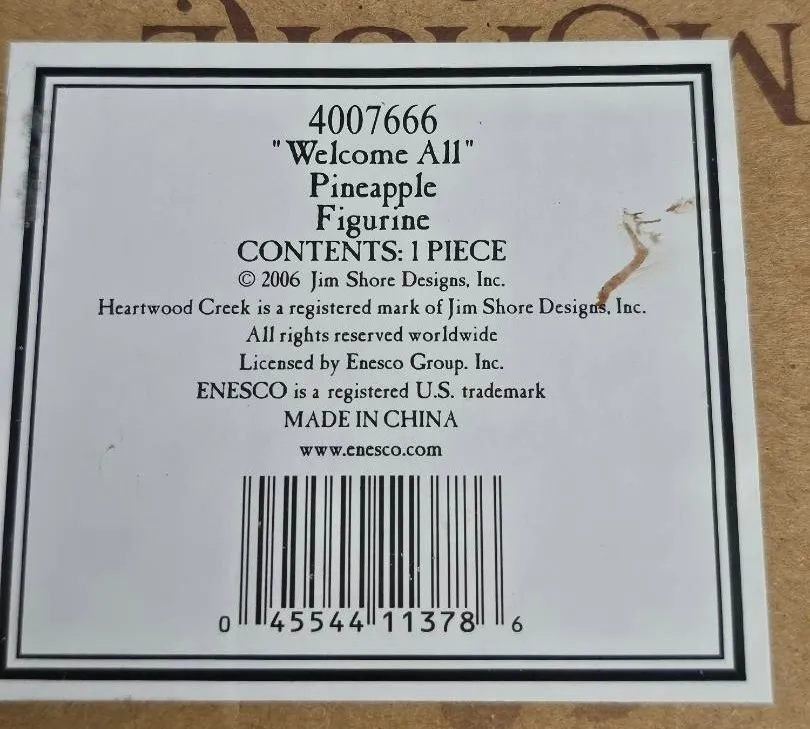 4007666
"Welcome All"
Pineapple
Figurine
CONTENTS: 1 PIECE
© 2006 Jim Shore Designs, Inc.
Heartwood Creek is a registered mark of Jim Shore Designs, Inc.
All rights reserved worldwide
Licensed by Enesco Group. Inc.
ENESCO is a registered U.S. trademark
MADE IN CHINA
www.enesco.com
0 45544 11378 6